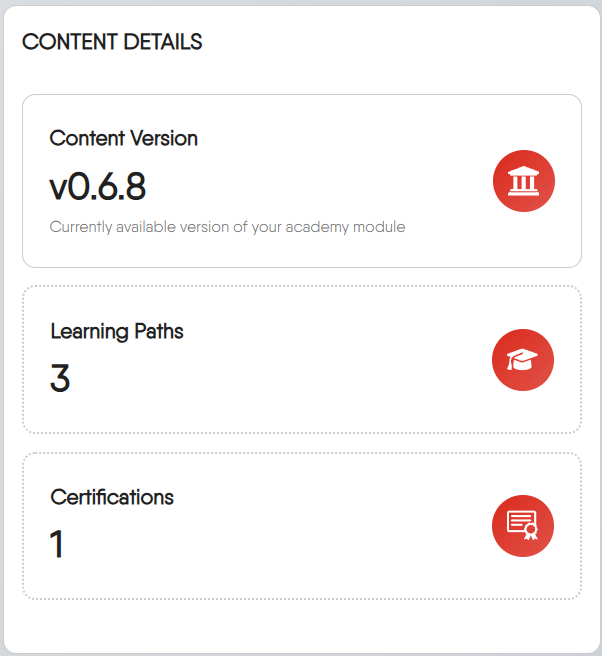 CONTENT DETAILS
Content Version
v0.6.8
Currently available version of your academy module
Learning Paths
3
Certifications
1